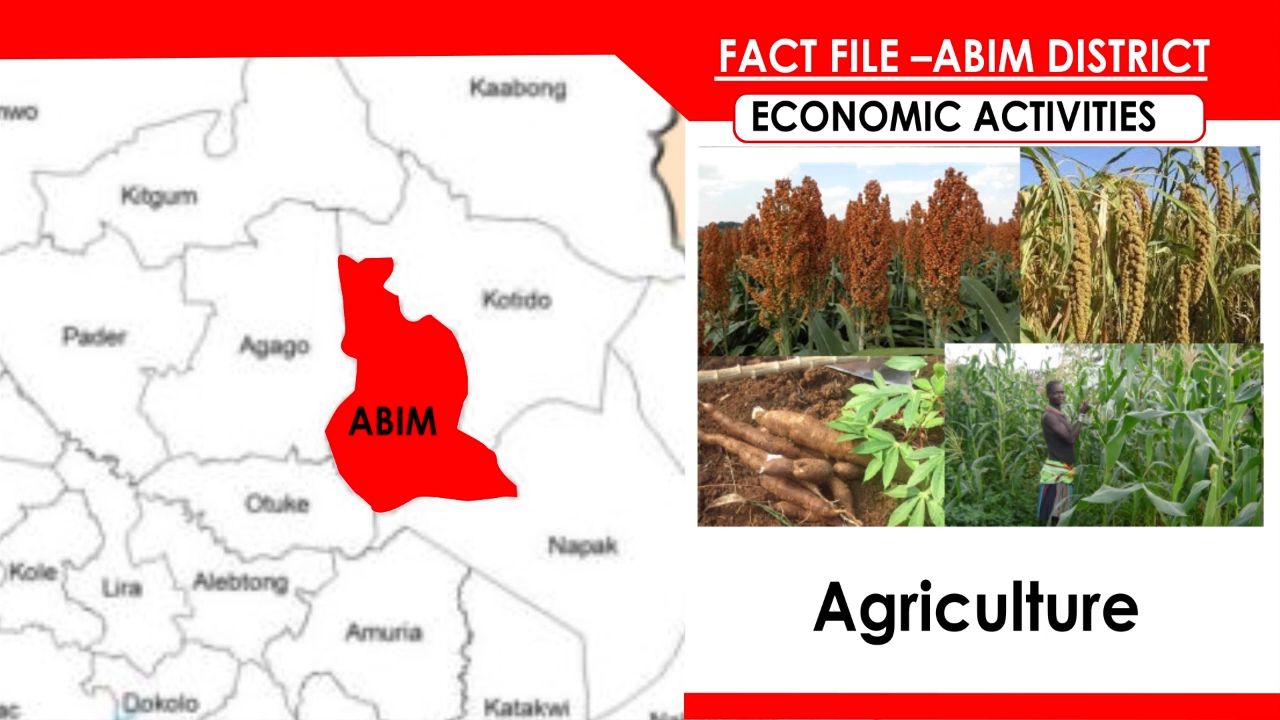 FACT FILE –ABIM DISTRICT
ECONOMIC ACTIVITIES
Kaabong
Kitgum
Kotido
Pader
Agago
ABIM
Otuke
Napak
Kole
Lira
Alebtong
Amuria
Dokolo
Katakwi
Agriculture